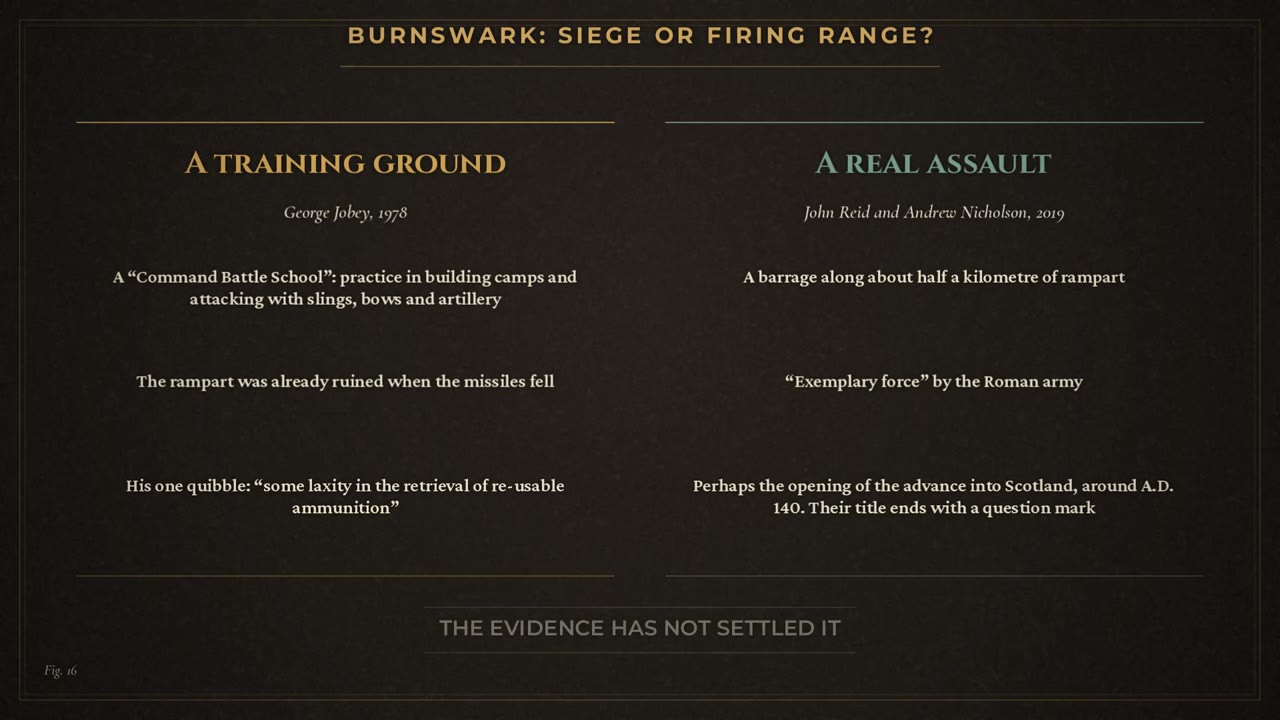 BURNSWARK: SIEGE OR FIRING RANGE?
A TRAINING GROUND
George Jobey, 1978
A “Command Battle School”: practice in building camps and
attacking with slings, bows and artillery
The rampart was already ruined when the missiles fell
His one quibble: “some laxity in the retrieval of re-usable
ammunition”
A REAL ASSAULT
John Reid and Andrew Nicholson, 2019
A barrage along about half a kilometre of rampart
“Exemplary force” by the Roman army
Perhaps the opening of the advance into Scotland, around A.D.
140. Their title ends with a question mark
THE EVIDENCE HAS NOT SETTLED IT
Fig. 16